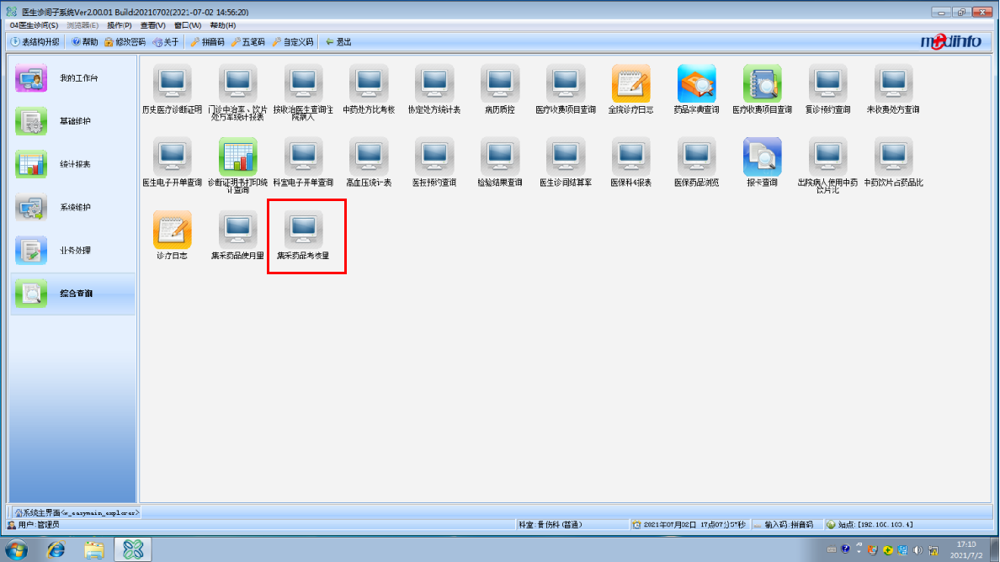 医生诊间子系统Ver2.00.01 Build:20210702(2021-07-02 14:56:20)
04医生诊间(S) 浏览器(E) 操作(P) 查看(V) 窗口(W) 帮助(H)
表结构升级 帮助 修改密码 关于 拼音码 五笔码 自定义码 退出
medinfo
我的工作台
基础维护
统计报表
系统维护
业务处理
综合查询
历史医疗诊断证明
门诊中治率、饮片
处方率统计报表
按收治医生查询住
院病人
中药处方比考核
协定处方统计表
病历质控
医疗收费项目查询
全院诊疗日志
药品字典查询
医疗收费项目查询
复诊预约查询
未收费处方查询
医生电子开单查询
诊断证明书打印统
计查询
科室电子开单查询
高血压统计表
医技预约查询
检验结果查询
医生诊间结算率
医保科4报表
医保药品浏览
报卡查询
出院病人使用中药
饮片比
中药饮片占药品比
诊疗日志
集采药品使用量
集采药品考核量
系统主界面<w_easymain_explorer>
用户:管理员
科室:骨伤科(普通)
2021年07月02日 17点07分57秒
输入码:拼音码
站点:[192.168.103.4]
17:10
2021/7/2